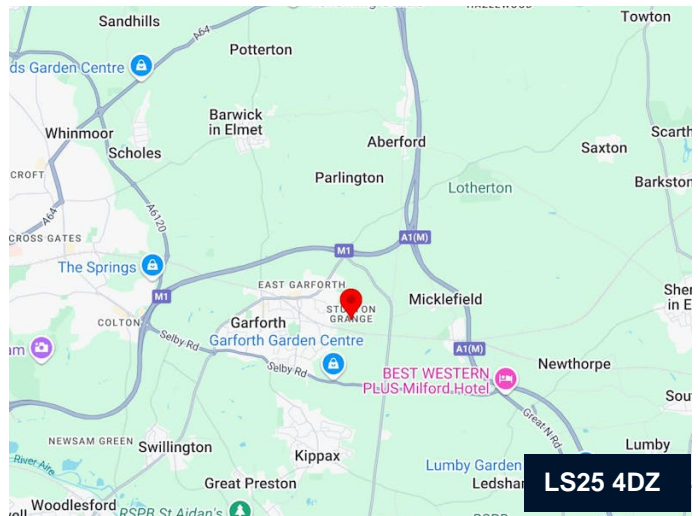 Sandhills
A64
Towton
Potterton
ds Garden Centre
Barwick
in Elmet
Whinmoor
Scholes
Aberford
Saxton
Scarth
Parlington
Lotherton
Barkston
CROFT
A6120
A64
CROSS GATES
A1(M)
M1
The Springs
EAST GARFORTH
Micklefield
Sher
in E
M1
STURTON
GRANGE
COLTON
Garforth
Selby Rd
Garforth Garden Centre
A1(M)
am
Selby Rd
BEST WESTERN
PLUS Milford Hotel
Newthorpe
Sou
Great N Rd
NEWSAM GREEN
Swillington
Kippax
Lumby
River Aire
Lumby Garden
Great Preston
Ledsham
LS25 4DZ
Woodlesford
RSPB St Aidan's